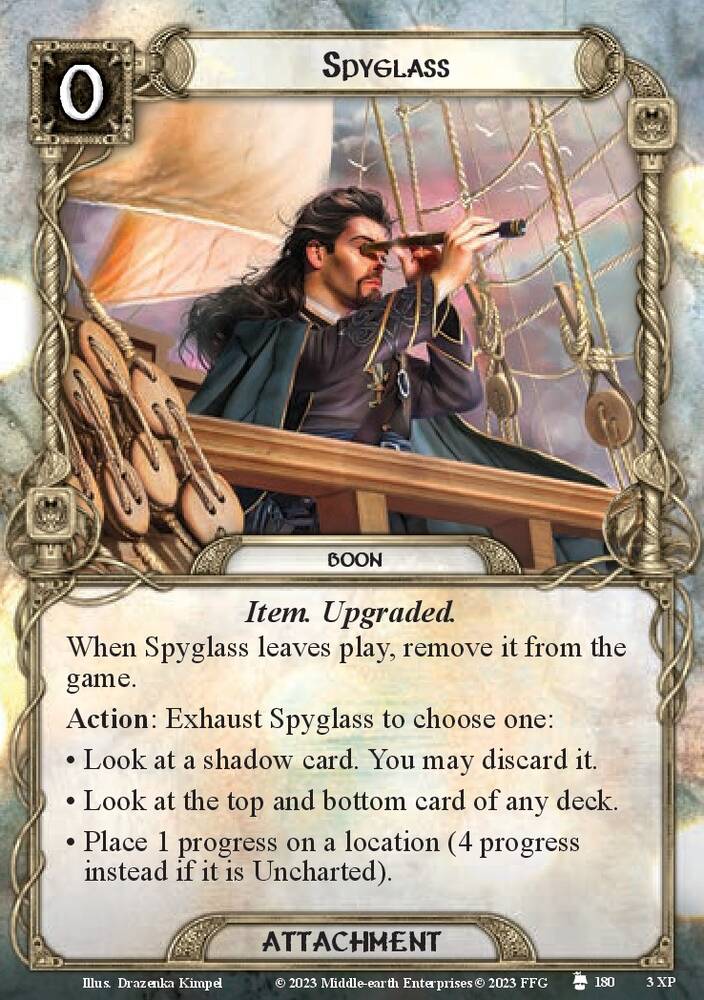 0
Spyglass
BOON
Item. Upgraded.
When Spyglass leaves play, remove it from the
game.
Action: Exhaust Spyglass to choose one:
• Look at a shadow card. You may discard it.
• Look at the top and bottom card of any deck.
• Place 1 progress on a location (4 progress
instead if it is Uncharted).
ATTACHMENT
Illus. Drazenka Kimpel © 2023 Middle-earth Enterprises © 2023 FFG 180 3 XP